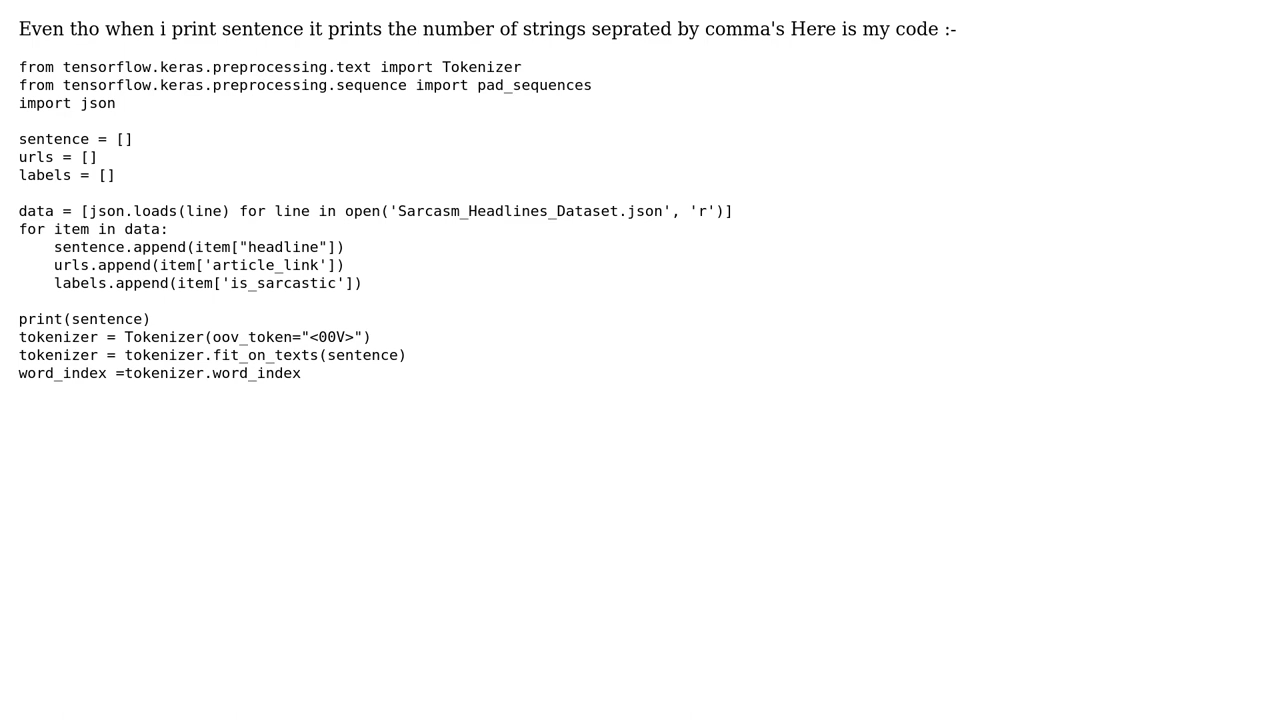 Even tho when i print sentence it prints the number of strings seprated by comma's Here is my code :-
from tensorflow.keras.preprocessing.text import Tokenizer
from tensorflow.keras.preprocessing.sequence import pad_sequences
import json
sentence = []
urls = []
labels = []
data = [json.loads(line) for line in open('Sarcasm_Headlines_Dataset.json', 'r')]
for item in data:
    sentence.append(item["headline"])
    urls.append(item['article_link'])
    labels.append(item['is_sarcastic'])
print(sentence)
tokenizer = Tokenizer(oov_token="<00V>")
tokenizer = tokenizer.fit_on_texts(sentence)
word_index =tokenizer.word_index